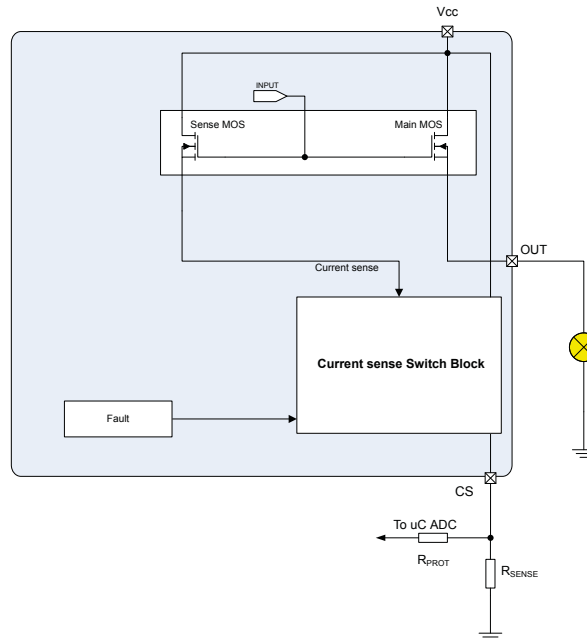 Vcc
INPUT
Sense MOS
Main MOS
OUT
Current sense
Current sense Switch Block
Fault
CS
To uC ADC
RPROT
RSENSE